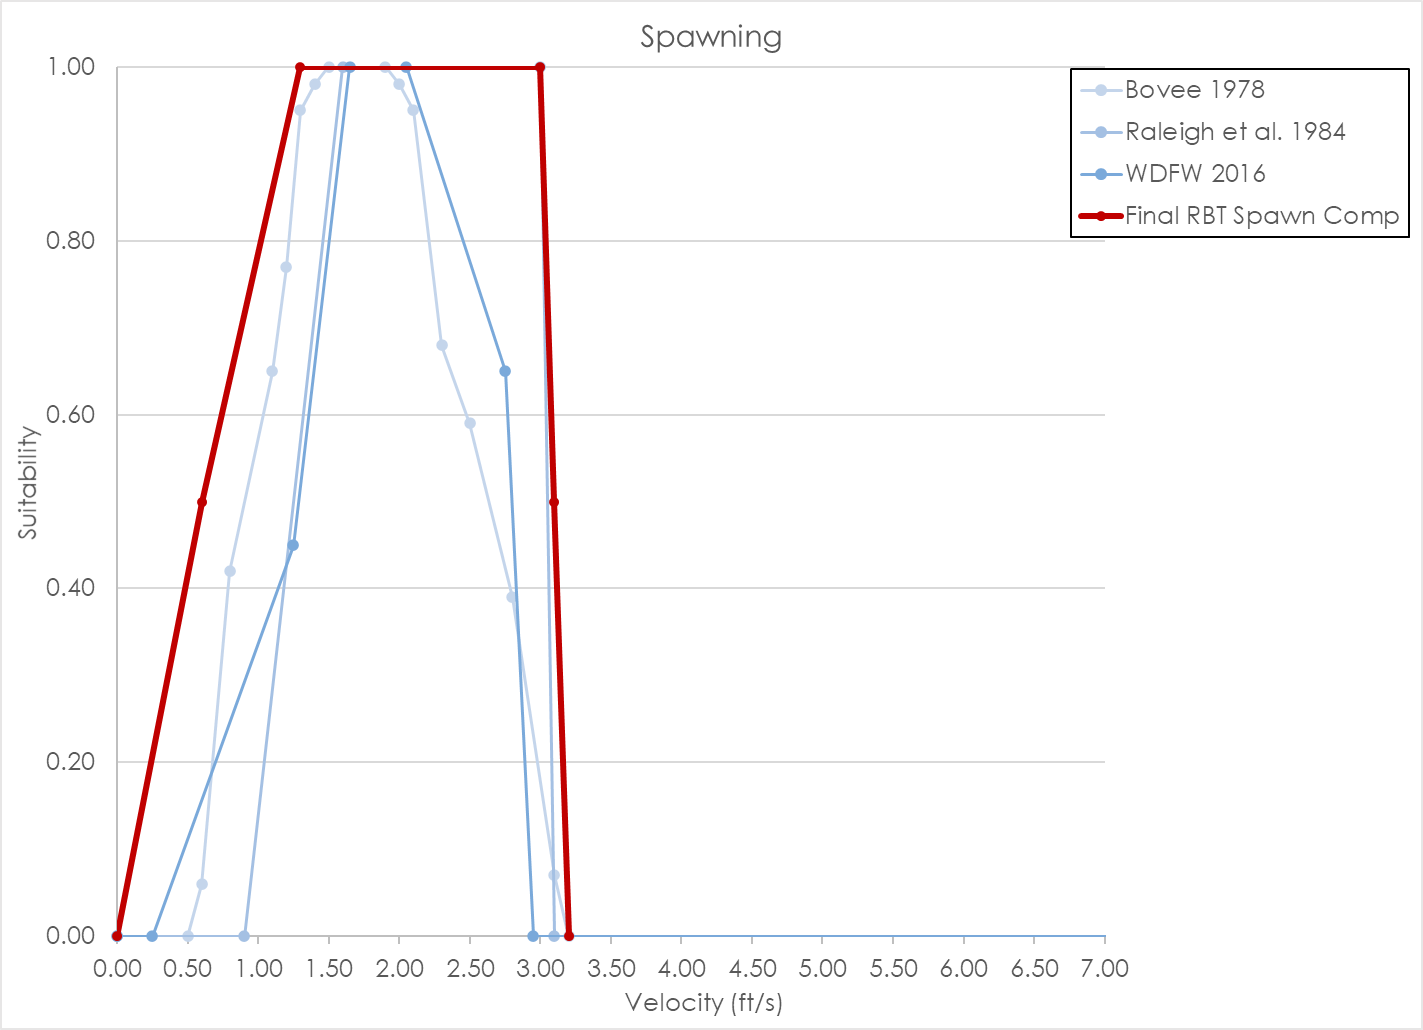 Spawning
1.00
0.80
0.60
0.40
0.20
0.00
Suitability
0.00 0.50 1.00 1.50 2.00 2.50 3.00 3.50 4.00 4.50 5.00 5.50 6.00 6.50 7.00
Velocity (ft/s)
Bovee 1978
Raleigh et al. 1984
WDFW 2016
Final RBT Spawn Comp